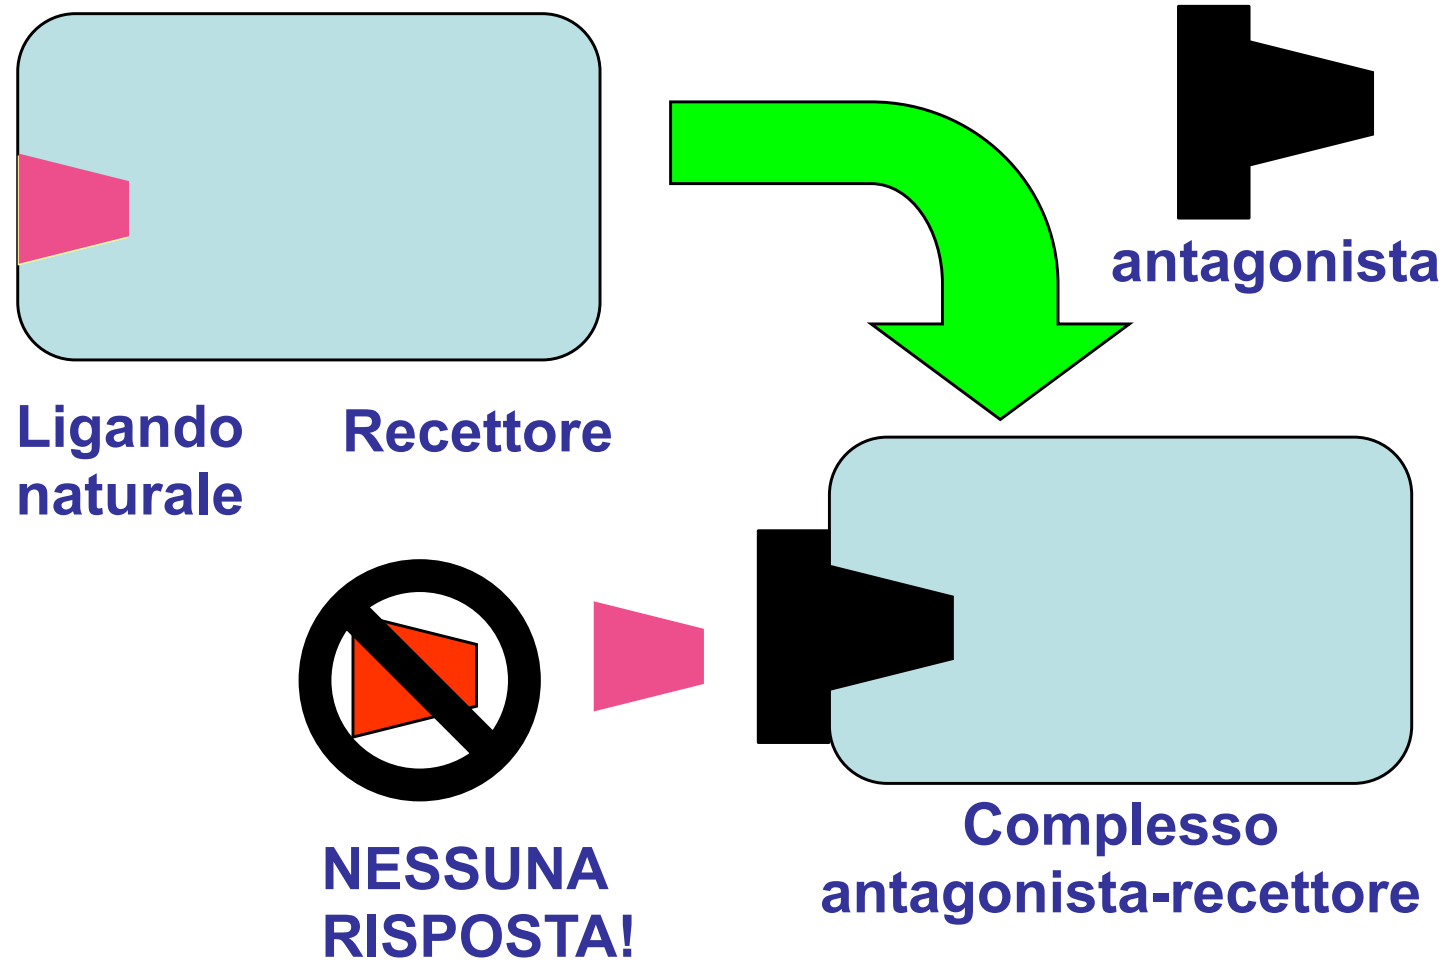 antagonista
Ligando
naturale
Recettore
NESSUNA
RISPOSTA!
Complesso
antagonista-recettore